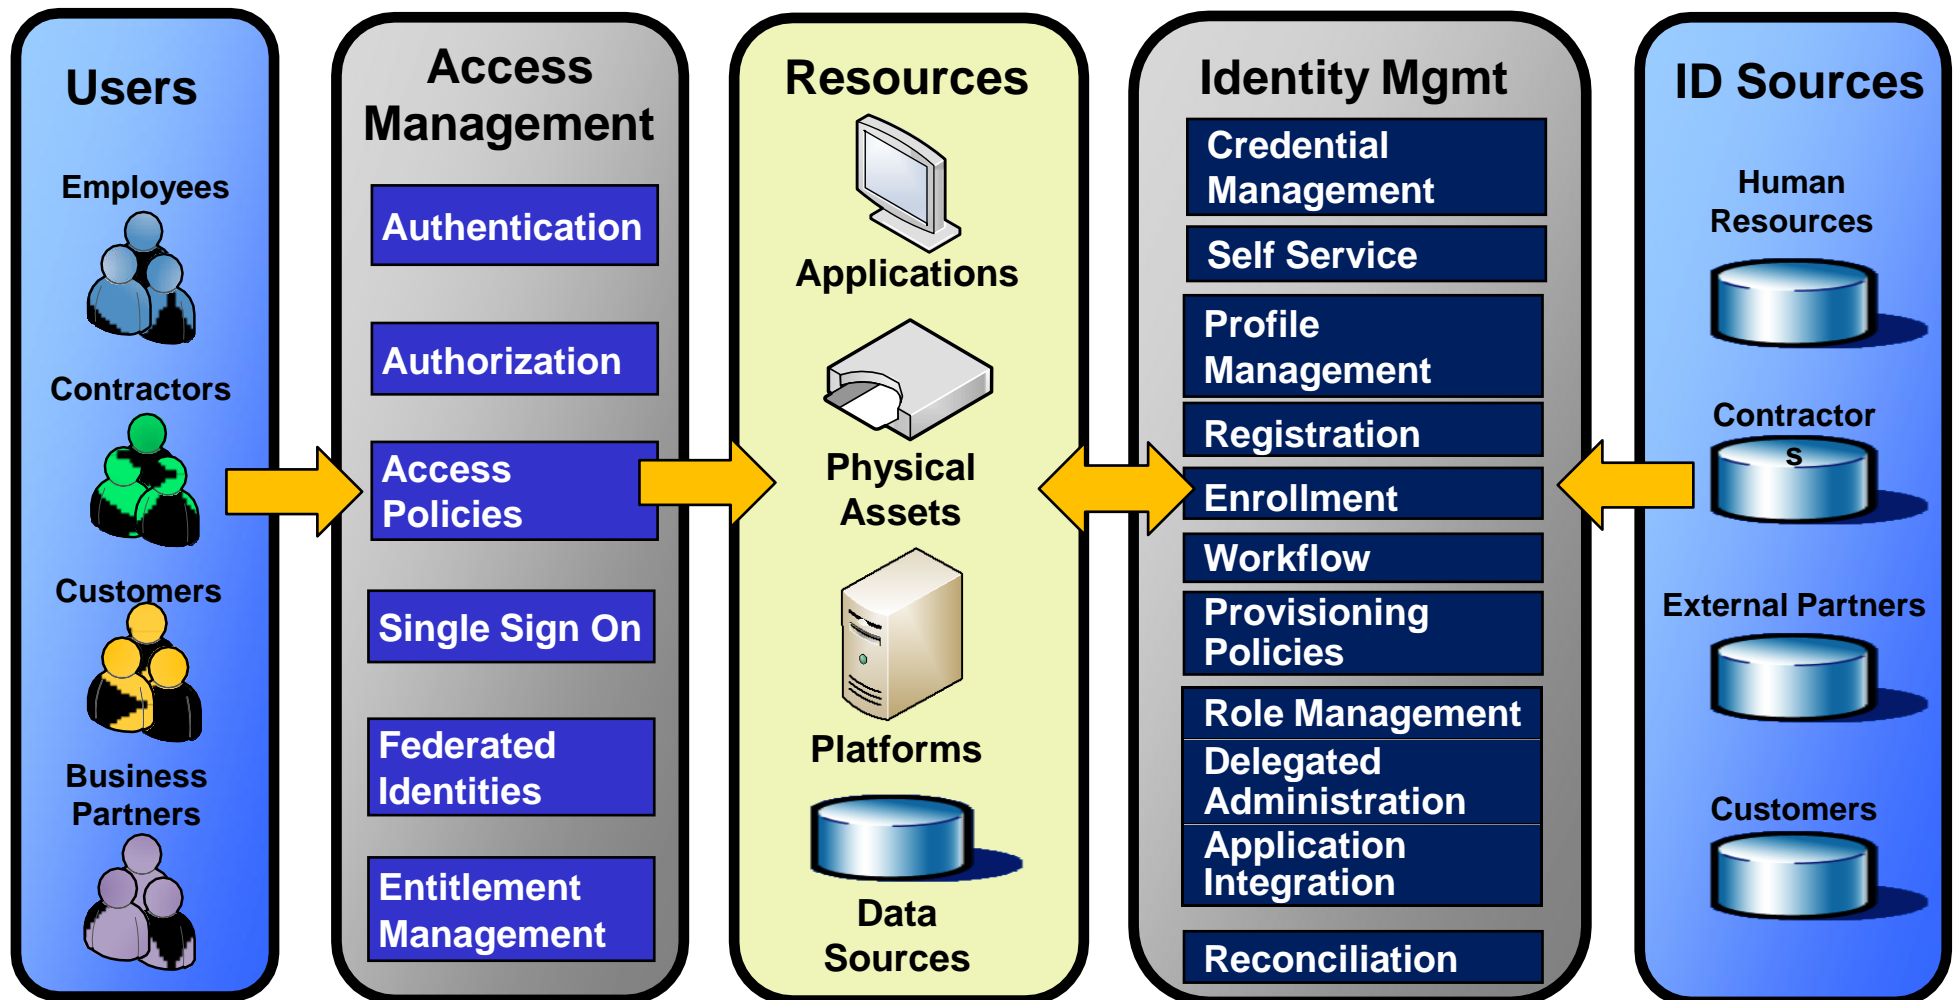 Users
Employees
Contractors
Customers
Business
Partners
Access
Management
Authentication
Authorization
Access
Policies
Single Sign On
Federated
Identities
Entitlement
Management
Resources
Applications
Physical
Assets
Platforms
Data
Sources
Identity Mgmt
Credential
Management
Self Service
Profile
Management
Registration
Enrollment
Workflow
Provisioning
Policies
Role Management
Delegated
Administration
Application
Integration
Reconciliation
ID Sources
Human
Resources
Contractor
s
External Partners
Customers